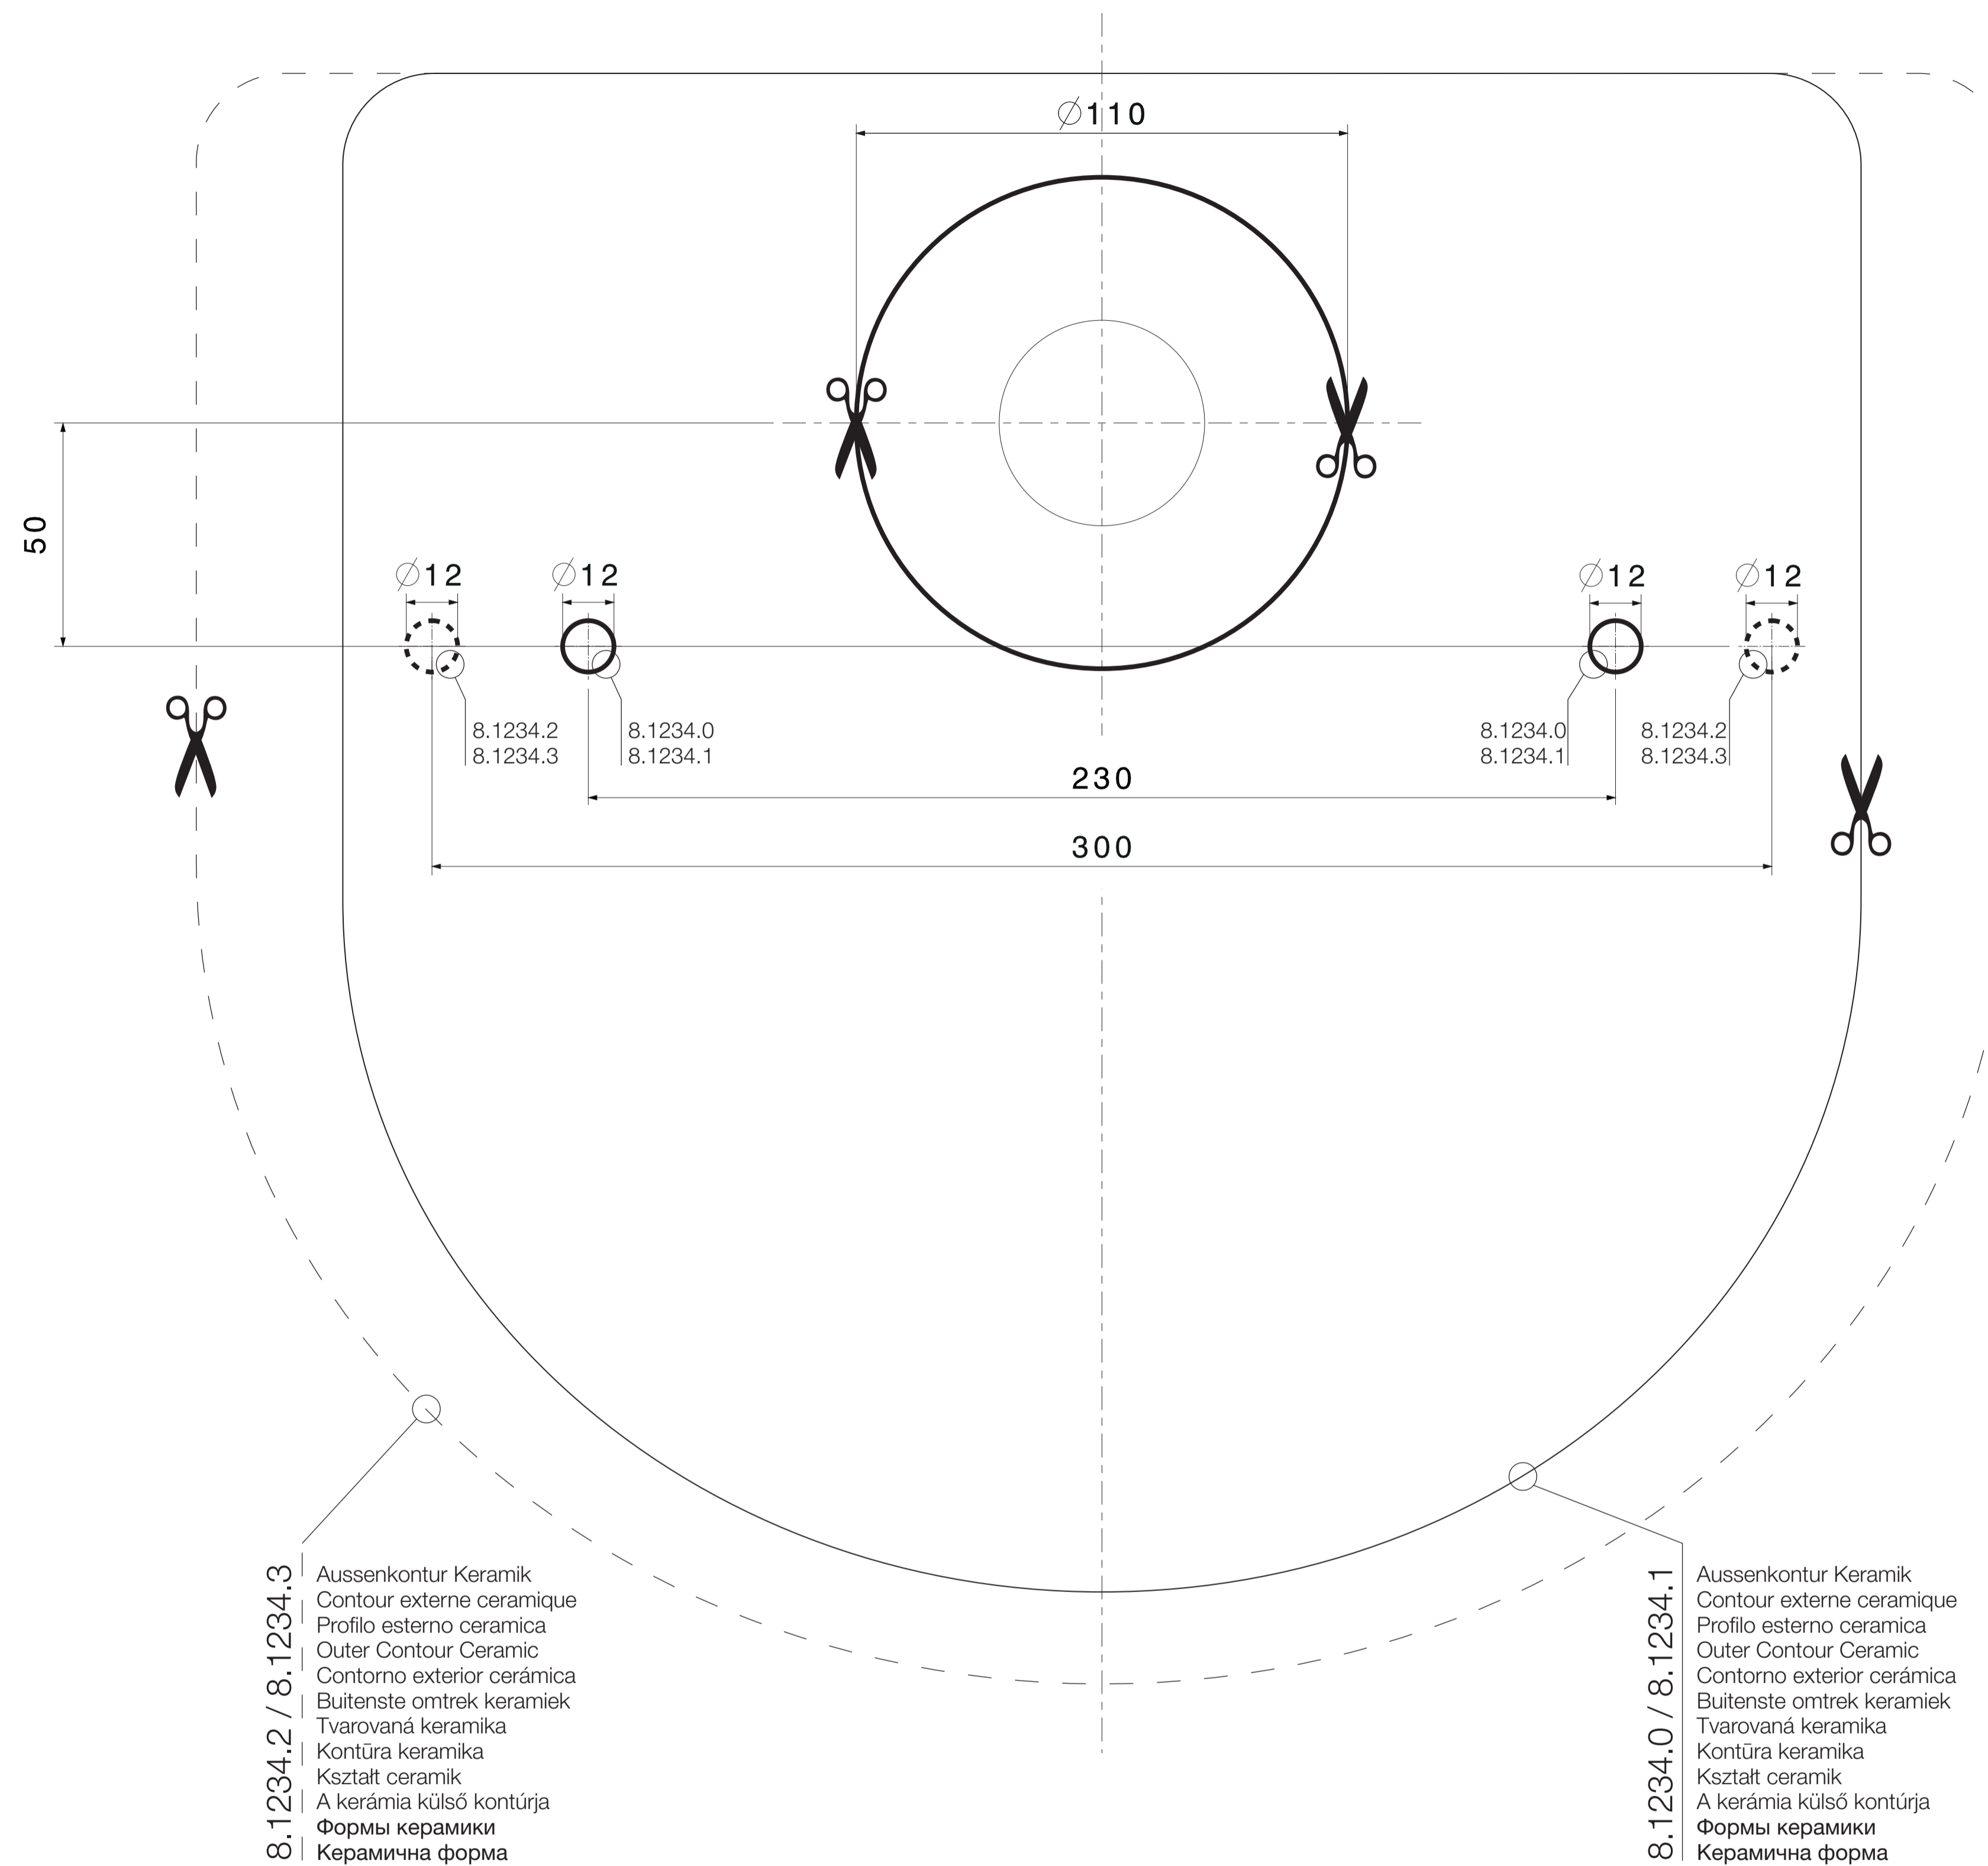 ⌀110
50
⌀12
⌀12
⌀12
⌀12
8.1234.2
8.1234.3
8.1234.0
8.1234.1
8.1234.0
8.1234.1
8.1234.2
8.1234.3
230
300
8.1234.2 / 8.1234.3
Aussenkontur Keramik
Contour externe ceramique
Profilo esterno ceramica
Outer Contour Ceramic
Contorno exterior cerámica
Buitenste omtrek keramiek
Tvarovaná keramika
Kontūra keramika
Kształt ceramik
A kerámia külső kontúrja
Формы керамики
Керамична форма
8.1234.0 / 8.1234.1
Aussenkontur Keramik
Contour externe ceramique
Profilo esterno ceramica
Outer Contour Ceramic
Contorno exterior cerámica
Buitenste omtrek keramiek
Tvarovaná keramika
Kontūra keramika
Kształt ceramik
A kerámia külső kontúrja
Формы керамики
Керамична форма